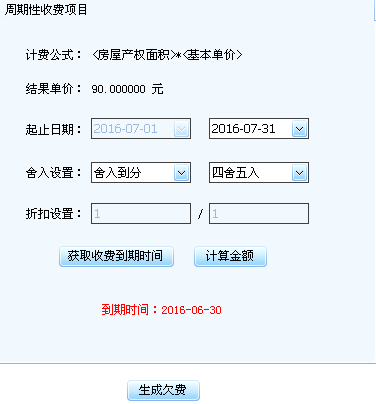 周期性收费项目
计费公式： <房屋产权面积>*<基本单价>
结果单价： 90.000000 元
起止日期： 2016-07-01 2016-07-31
舍入设置： 舍入到分 四舍五入
折扣设置： 1 / 1
获取收费到期时间 计算金额
到期时间：2016-06-30
生成欠费